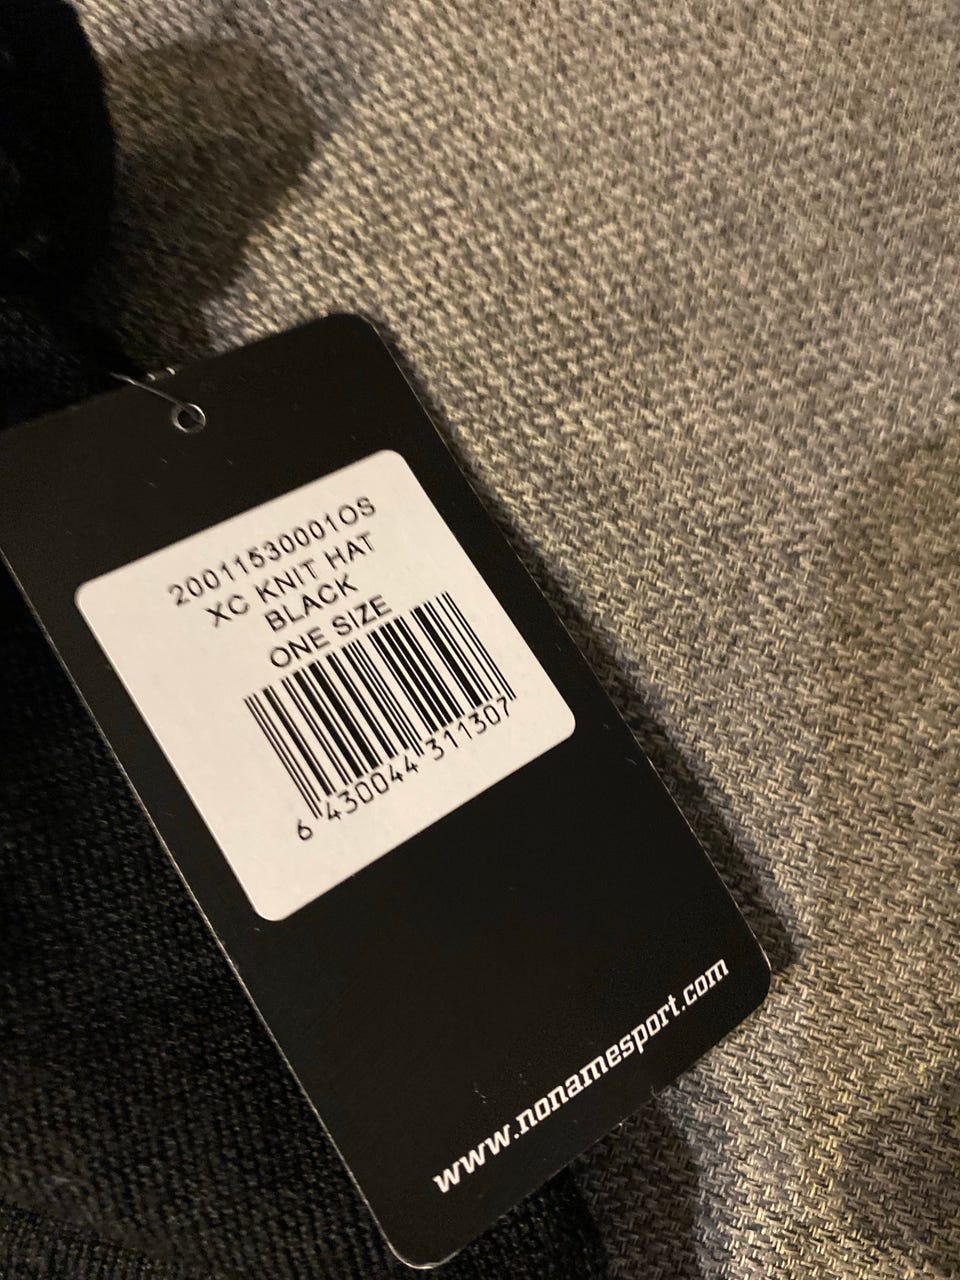 20011530001OS
XC KNIT HAT
BLACK
ONE SIZE
6 430044 311307
www.nonamesport.com